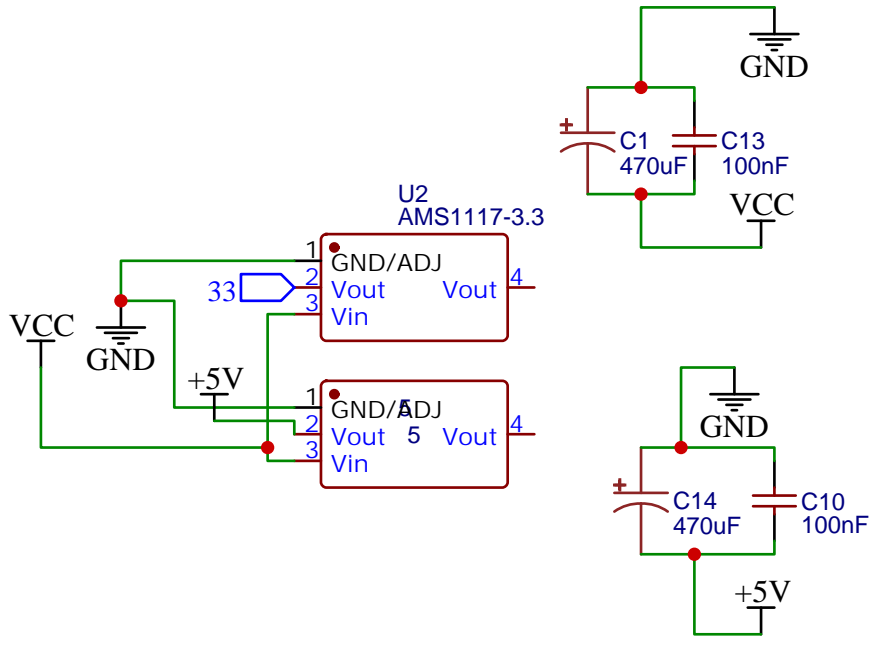 GND
+
C1
470uF
C13
100nF
VCC
U2
AMS1117-3.3
1
GND/ADJ
33
2
Vout
Vout
4
3
Vin
VCC
GND
+5V
1
GND/ADJ
5
2
Vout
5
Vout
4
3
Vin
GND
+
C14
470uF
C10
100nF
+5V